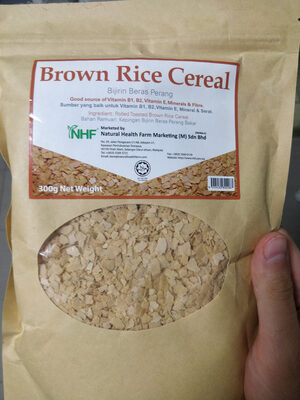 Brown Rice Cereal
Bijirin Beras Perang
Good source of Vitamin B1, B2, Vitamin E, Minerals & Fibre.
Sumber yang baik untuk Vitamin B1, B2, Vitamin E, Mineral & Serat.
Ingredient: Rolled Toasted Brown Rice Cereal
Bahan Ramuan: Kepingan Bijirin Beras Perang Bakar
Marketed by
NHF
Natural Health Farm Marketing (M) Sdn Bhd
300g Net Weight